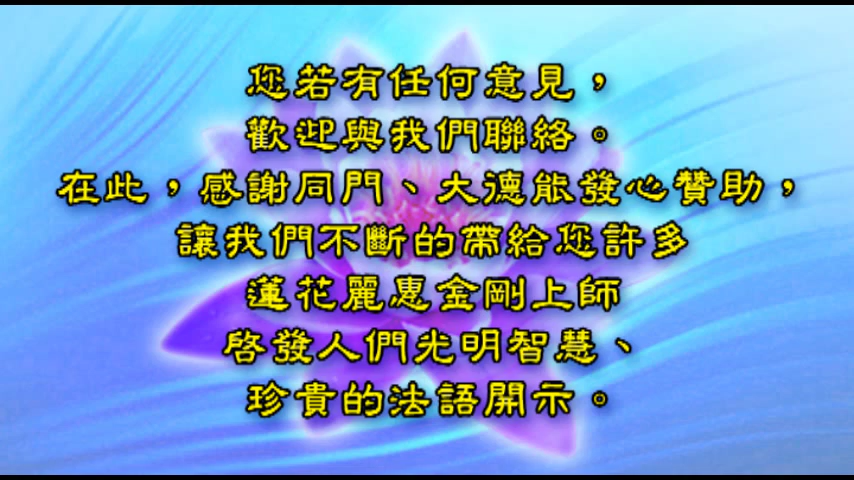 您若有任何意見，
歡迎與我們聯絡。
在此，感謝同門、大德能發心贊助，
讓我們不斷的帶給您許多
蓮花麗惠金剛上師
啓發人們光明智慧、
珍貴的法語開示。